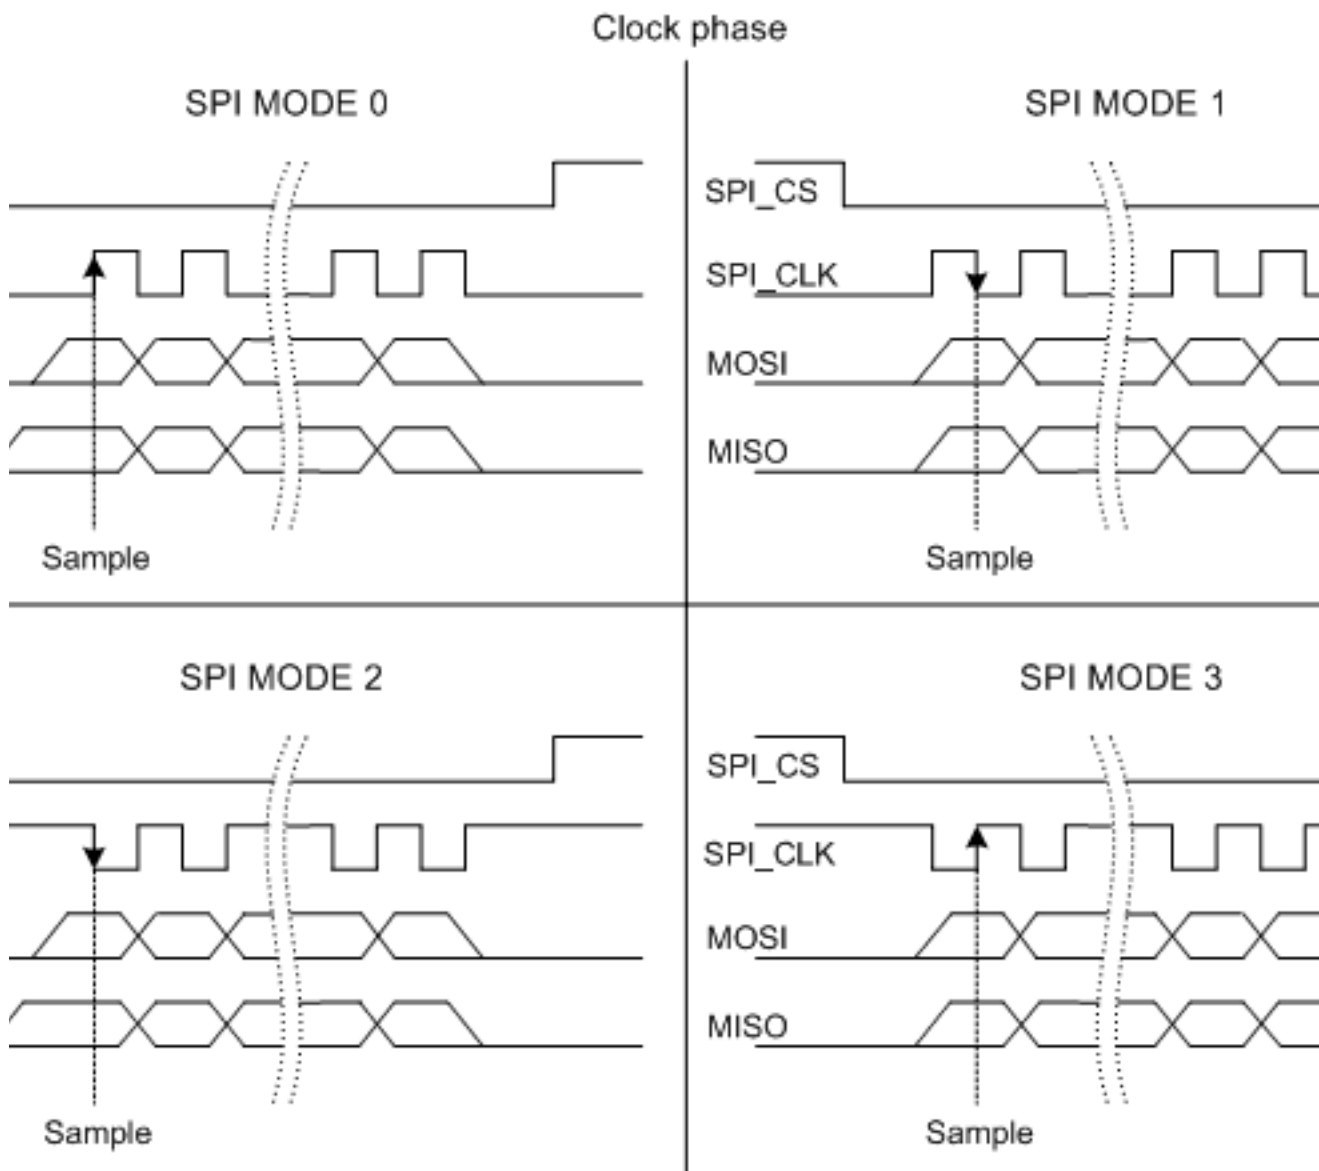 Clock phase
SPI MODE 0
SPI MODE 1
SPI_CS
SPI_CLK
MOSI
MISO
Sample
Sample
SPI MODE 2
SPI MODE 3
SPI_CS
SPI_CLK
MOSI
MISO
Sample
Sample